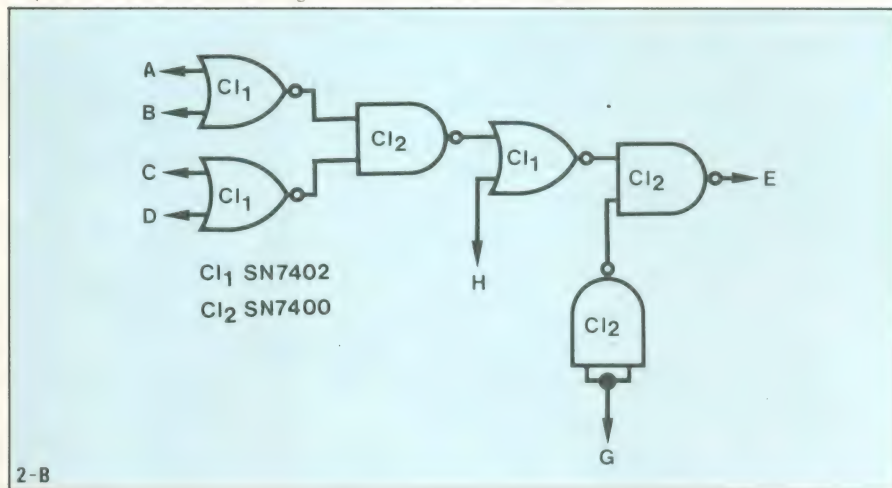 A
B
C
D
CI₁
CI₁
CI₂
CI₁
CI₂
E
H
CI₂
G
CI₁ SN7402
CI₂ SN7400
2-B